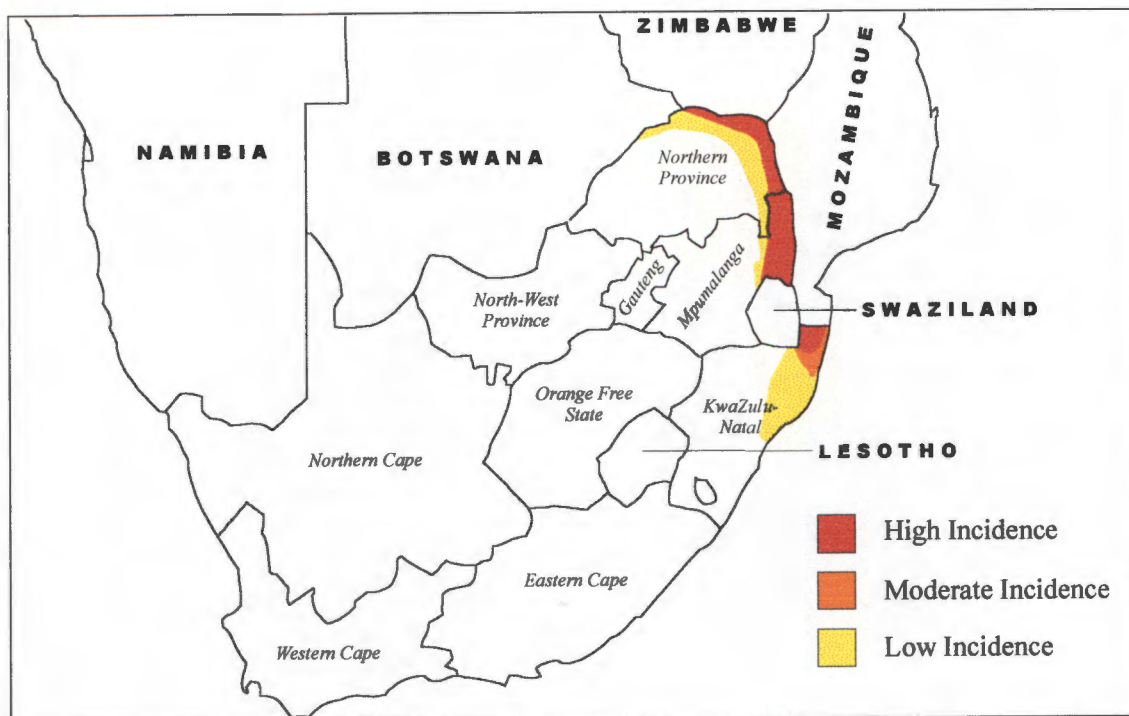 ZIMBABWE
MOZAMBIQUE
NAMIBIA
BOTSWANA
Northern
Province
Gauteng
Mpumalanga
North-West
Province
SWAZILAND
Orange Free
State
KwaZulu-
Natal
LESOTHO
Northern Cape
High Incidence
Eastern Cape
Moderate Incidence
Western Cape
Low Incidence